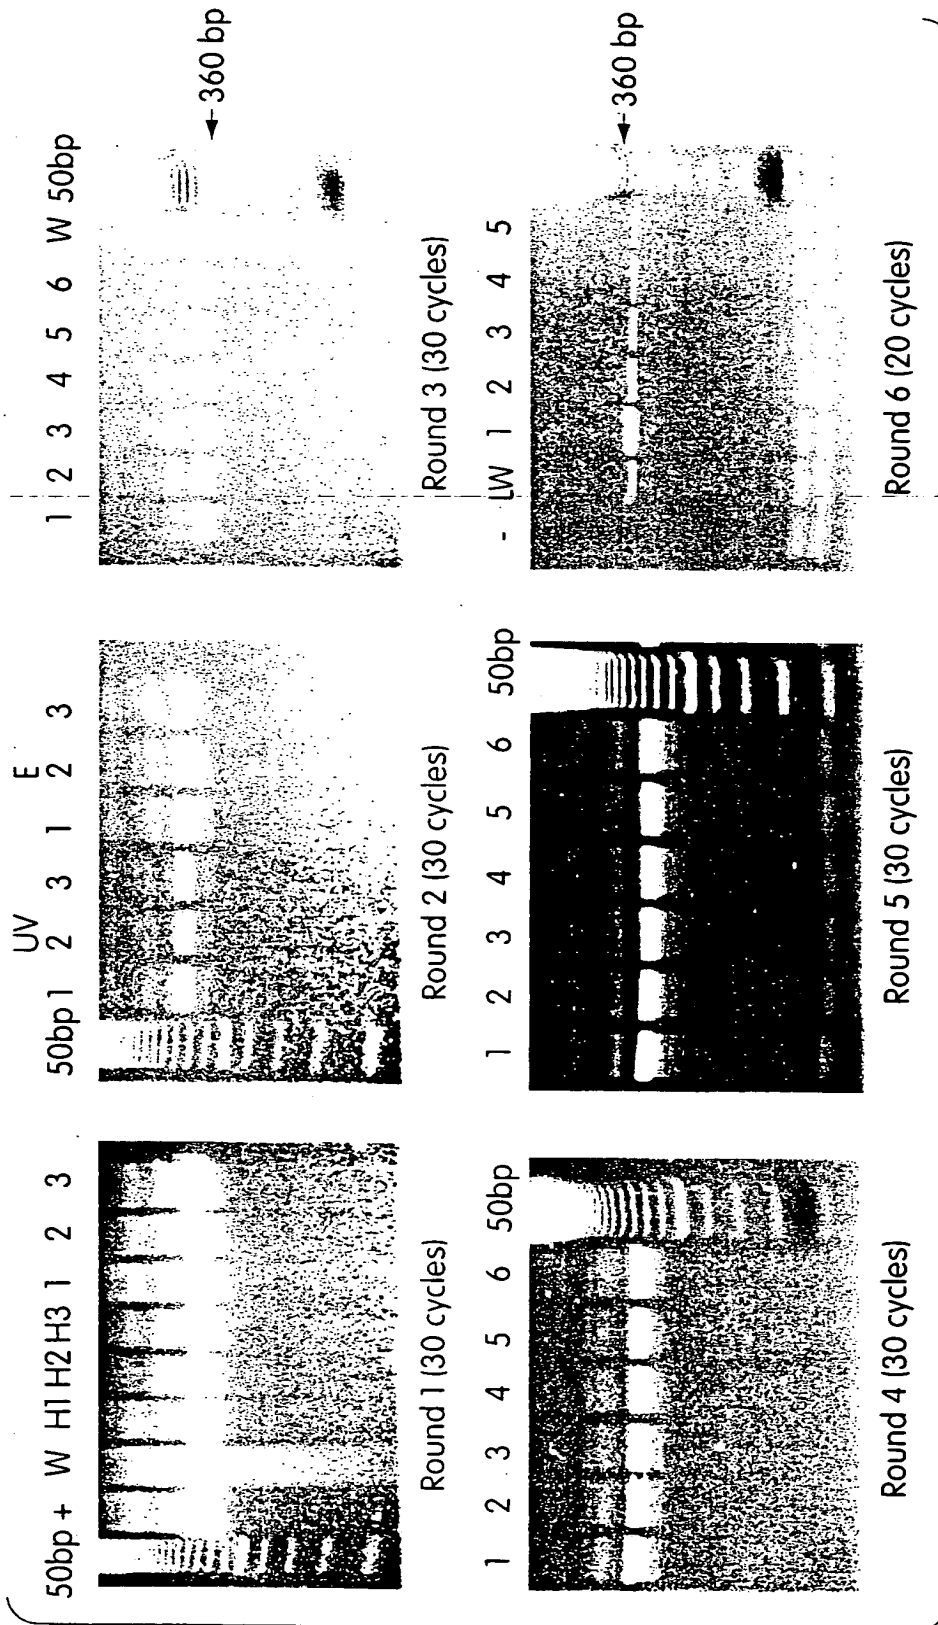 50bp + W H1 H2 H3 1 2 3
Round 1 (30 cycles)
UV E
50bp 1 2 3 1 2 3
Round 2 (30 cycles)
1 2 3 4 5 6 W 50bp
360 bp
Round 3 (30 cycles)
1 2 3 4 5 6 50bp
Round 4 (30 cycles)
1 2 3 4 5 6 50bp
Round 5 (30 cycles)
- LW 1 2 3 4 5
360 bp
Round 6 (20 cycles)